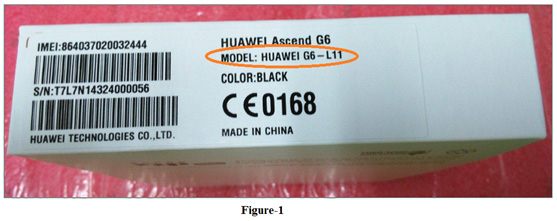 IMEI:864037020032444
S/N:T7L7N14324000056
HUAWEI TECHNOLOGIES CO.,LTD.
HUAWEI Ascend G6
MODEL: HUAWEI G6-L11
COLOR:BLACK
CE0168
MADE IN CHINA
Figure-1